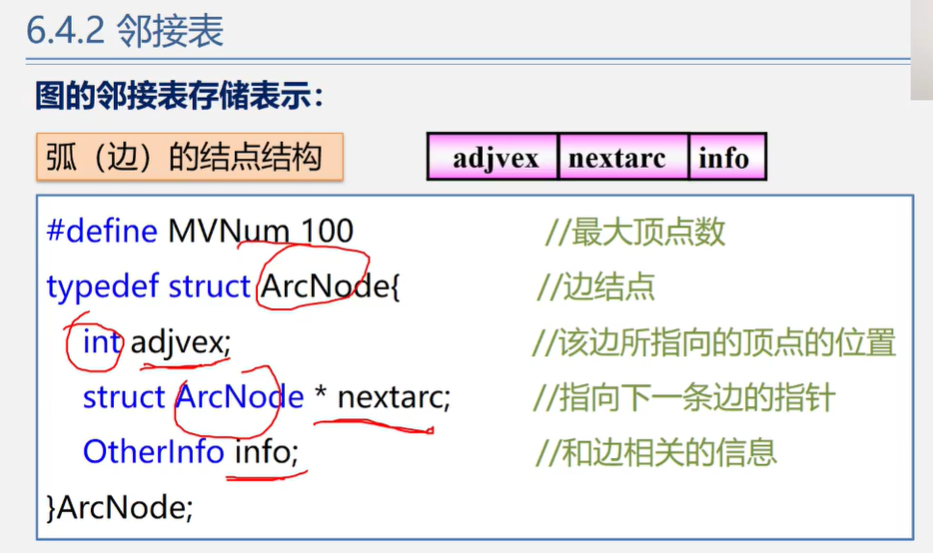 6.4.2 邻接表
图的邻接表存储表示：
弧（边）的结点结构
adjvex nextarc info
#define MVNum 100 //最大顶点数
typedef struct ArcNode{ //边结点
int adjvex; //该边所指向的顶点的位置
struct ArcNode * nextarc; //指向下一条边的指针
OtherInfo info; //和边相关的信息
}ArcNode;